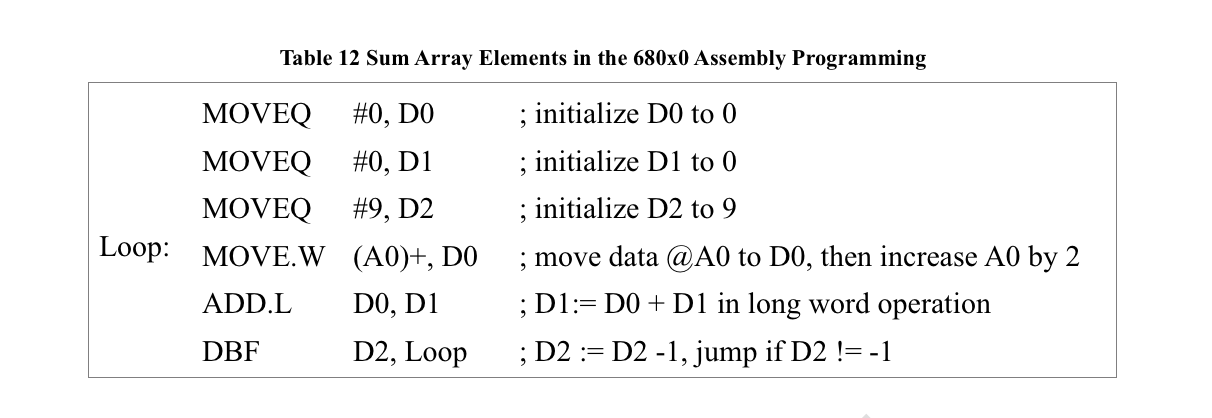 Table 12 Sum Array Elements in the 680x0 Assembly Programming
MOVEQ #0, D0 ; initialize D0 to 0
MOVEQ #0, D1 ; initialize D1 to 0
MOVEQ #9, D2 ; initialize D2 to 9
Loop: MOVE.W (A0)+, D0 ; move data @A0 to D0, then increase A0 by 2
ADD.L D0, D1 ; D1:= D0 + D1 in long word operation
DBF D2, Loop ; D2 := D2 -1, jump if D2 != -1